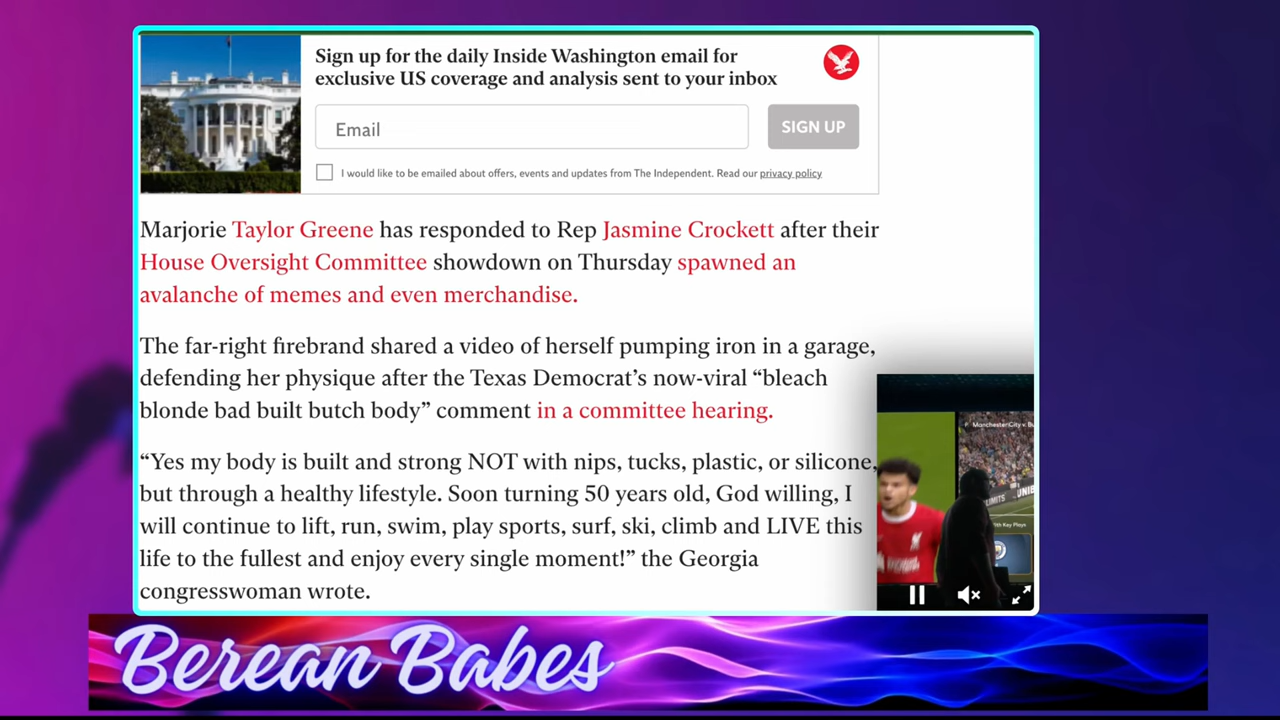 Sign up for the daily Inside Washington email for
exclusive US coverage and analysis sent to your inbox
Email
SIGN UP
I would like to be emailed about offers, events and updates from The Independent. Read our privacy policy
Marjorie Taylor Greene has responded to Rep Jasmine Crockett after their
House Oversight Committee showdown on Thursday spawned an
avalanche of memes and even merchandise.
The far-right firebrand shared a video of herself pumping iron in a garage,
defending her physique after the Texas Democrat’s now-viral “bleach
blonde bad built butch body” comment in a committee hearing.
“Yes my body is built and strong NOT with nips, tucks, plastic, or silicone,
but through a healthy lifestyle. Soon turning 50 years old, God willing, I
will continue to lift, run, swim, play sports, surf, ski, climb and LIVE this
life to the fullest and enjoy every single moment!” the Georgia
congresswoman wrote.
Manchester City v. Bu
Key Plays
Berean Babes